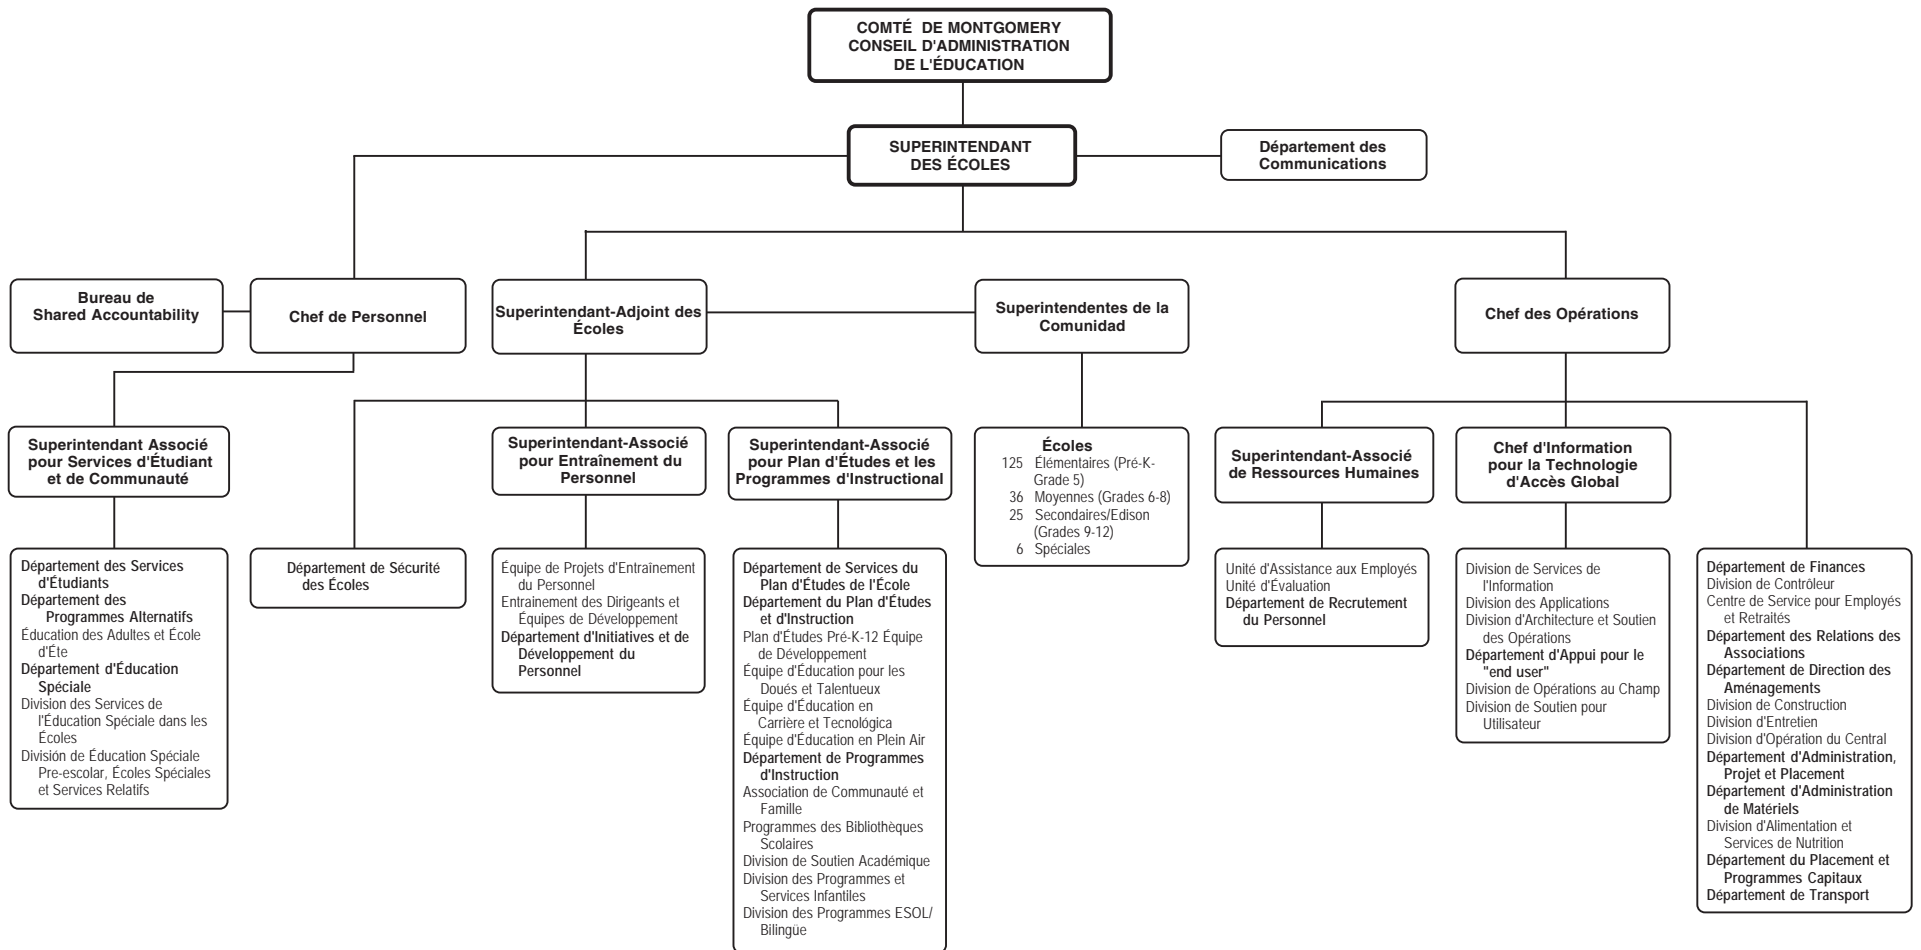 COMTÉ DE MONTGOMERY
CONSEIL D'ADMINISTRATION
DE L'ÉDUCATION
SUPERINTENDANT
DES ÉCOLES
Département des
Communications
Bureau de
Shared Accountability
Chef de Personnel
Superintendant-Adjoint des
Écoles
Superintendentes de la
Comunidad
Chef des Opérations
Superintendant Associé
pour Services d'Étudiant
et de Communauté
Superintendant-Associé
pour Entraînement du
Personnel
Superintendant-Associé
pour Plan d'Études et les
Programmes d'Instructional
Écoles
125 Élémentaires (Pré-K-
Grade 5)
36 Moyennes (Grades 6-8)
25 Secondaires/Edison
(Grades 9-12)
6 Spéciales
Superintendant-Associé
de Ressources Humaines
Chef d'Information
pour la Technologie
d'Accès Global
Département des Services
d'Étudiants
Département des
Programmes Alternatifs
Éducation des Adultes et École
d'Éte
Département d'Éducation
Spéciale
Division des Services de
l'Éducation Spéciale dans les
Écoles
División de Éducation Spéciale
Pre-escolar, Écoles Spéciales
et Services Relatifs
Département de Sécurité
des Écoles
Équipe de Projets d'Entraînement
du Personnel
Entrainement des Dirigeants et
Équipes de Développement
Département d'Initiatives et de
Développement du
Personnel
Département de Services du
Plan d'Études de l'École
Département du Plan d'Études
et d'Instruction
Plan d'Études Pré-K-12 Équipe
de Développement
Équipe d'Éducation pour les
Doués et Talentueux
Équipe d'Éducation en
Carrière et Tecnológica
Équipe d'Éducation en Plein Air
Département de Programmes
d'Instruction
Association de Communauté et
Famille
Programmes des Bibliothèques
Scolaires
Division de Soutien Académique
Division des Programmes et
Services Infantiles
Division des Programmes ESOL/
Bilingüe
Unité d'Assistance aux Employés
Unité d'Évaluation
Département de Recrutement
du Personnel
Division de Services de
l'Information
Division des Applications
Division d'Architecture et Soutien
des Opérations
Département d'Appui pour le
"end user"
Division de Opérations au Champ
Division de Soutien pour
Utilisateur
Département de Finances
Division de Contrôleur
Centre de Service pour Employés
et Retraités
Département des Relations des
Associations
Département de Direction des
Aménagements
Division de Construction
Division d'Entretien
Division d'Opération du Central
Département d'Administration,
Projet et Placement
Département d'Administration
de Matériels
Division d'Alimentation et
Services de Nutrition
Département du Placement et
Programmes Capitaux
Département de Transport